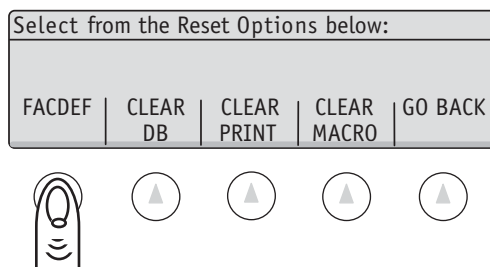 Select from the Reset Options below:
FACDEF | CLEAR DB | CLEAR PRINT | CLEAR MACRO | GO BACK